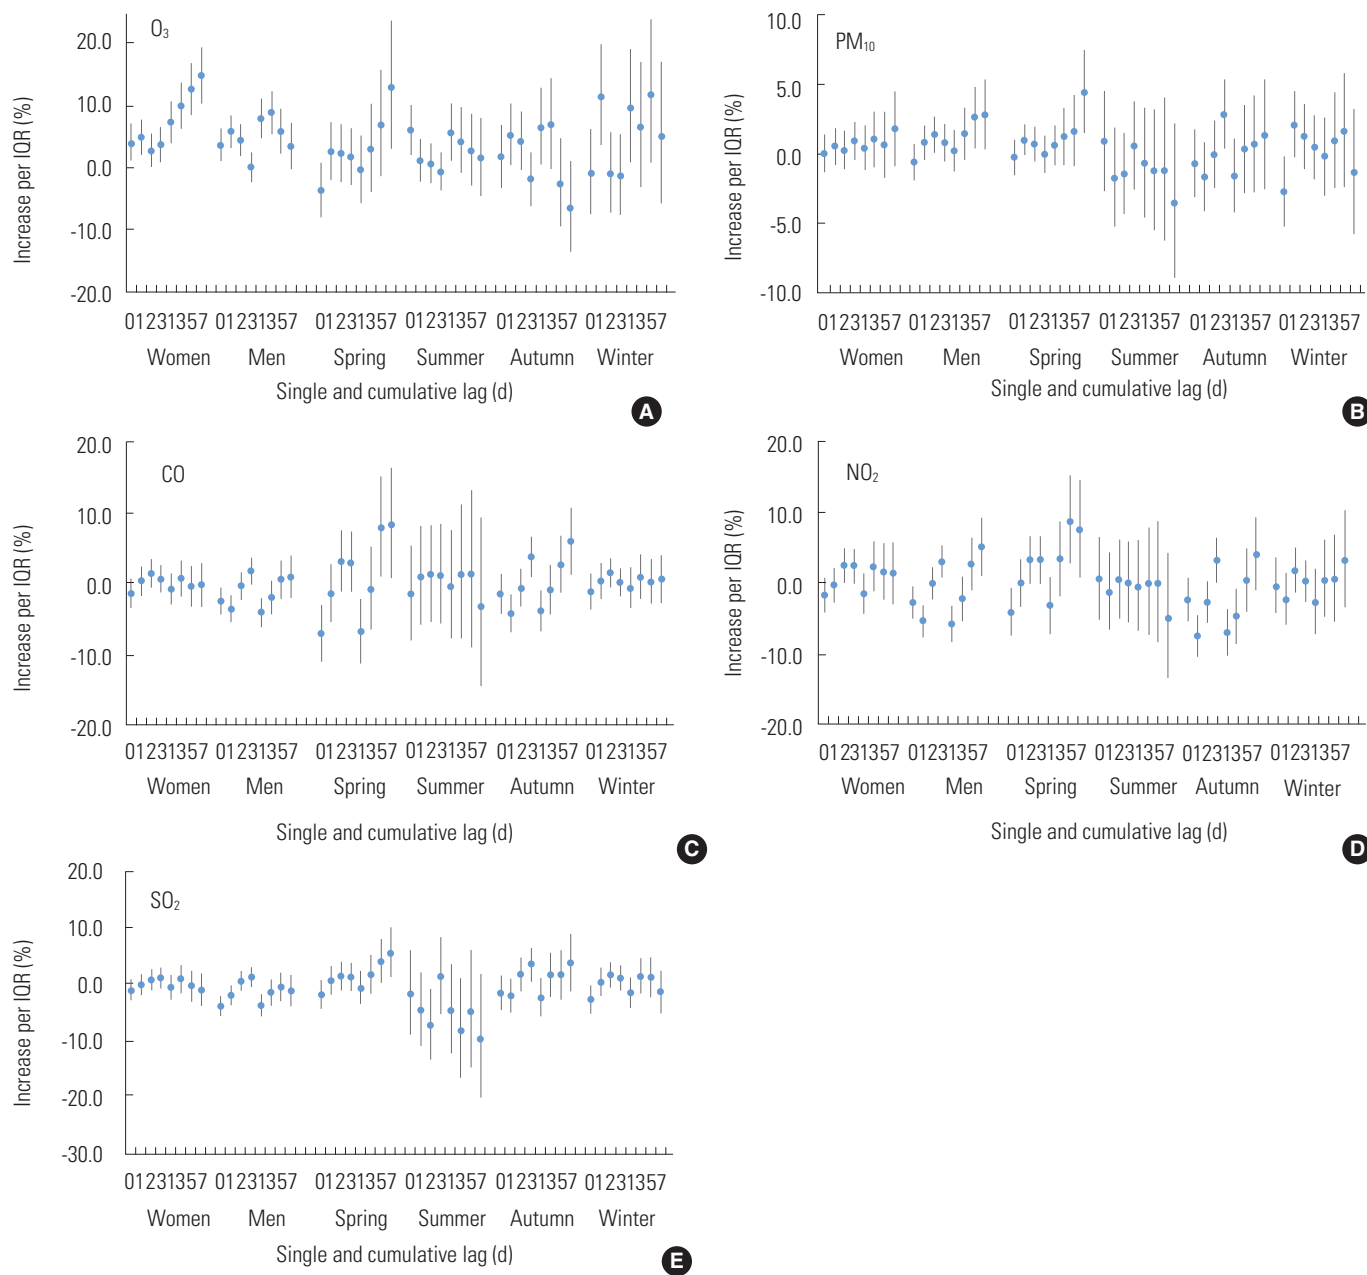 O3
20.0
10.0
0.0
-10.0
-20.0
Increase per IQR (%)
01231357 01231357 01231357 01231357 01231357 01231357
Women Men Spring Summer Autumn Winter
Single and cumulative lag (d)
A
PM10
10.0
5.0
0.0
-5.0
-10.0
Increase per IQR (%)
01231357 01231357 01231357 01231357 01231357 01231357
Women Men Spring Summer Autumn Winter
Single and cumulative lag (d)
B
CO
20.0
10.0
0.0
-10.0
-20.0
Increase per IQR (%)
01231357 01231357 01231357 01231357 01231357 01231357
Women Men Spring Summer Autumn Winter
Single and cumulative lag (d)
C
NO2
20.0
10.0
0.0
-10.0
-20.0
Increase per IQR (%)
01231357 01231357 01231357 01231357 01231357 01231357
Women Men Spring Summer Autumn Winter
Single and cumulative lag (d)
D
SO2
20.0
10.0
0.0
-10.0
-20.0
-30.0
Increase per IQR (%)
01231357 01231357 01231357 01231357 01231357 01231357
Women Men Spring Summer Autumn Winter
Single and cumulative lag (d)
E